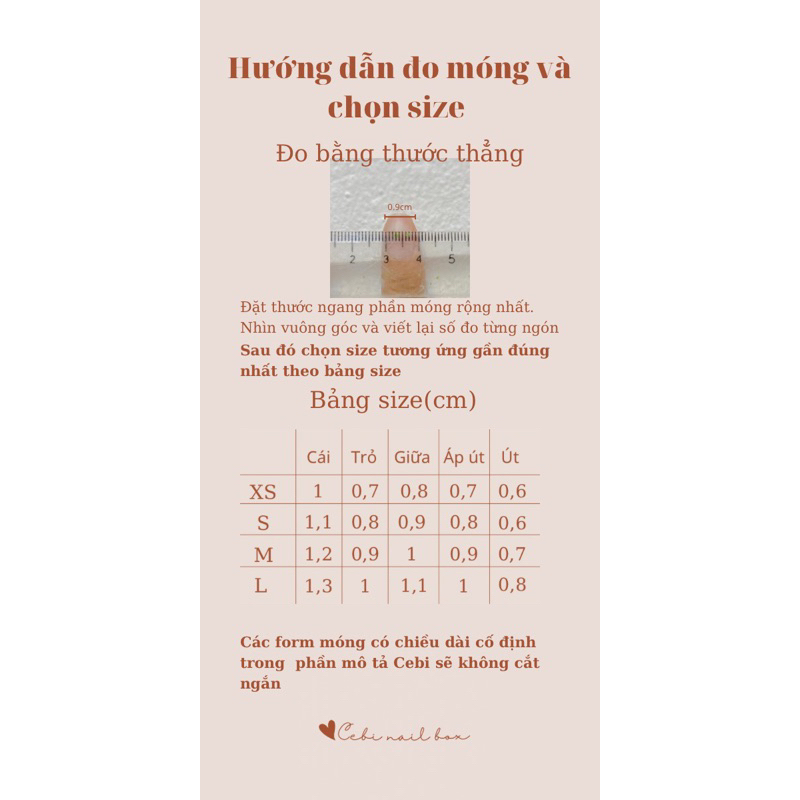 Hướng dẫn đo móng và
chọn size
Đo bằng thước thẳng
0.9cm
2 3 4 5
Đặt thước ngang phần móng rộng nhất.
Nhìn vuông góc và viết lại số đo từng ngón
Sau đó chọn size tương ứng gần đúng
nhất theo bảng size
Bảng size(cm)
Cái Trỏ Giữa Áp út Út
XS 1 0,7 0,8 0,7 0,6
S 1,1 0,8 0,9 0,8 0,6
M 1,2 0,9 1 0,9 0,7
L 1,3 1 1,1 1 0,8
Các form móng có chiều dài cố định
trong phần mô tả Cebi sẽ không cắt
ngắn
Cebi nail box